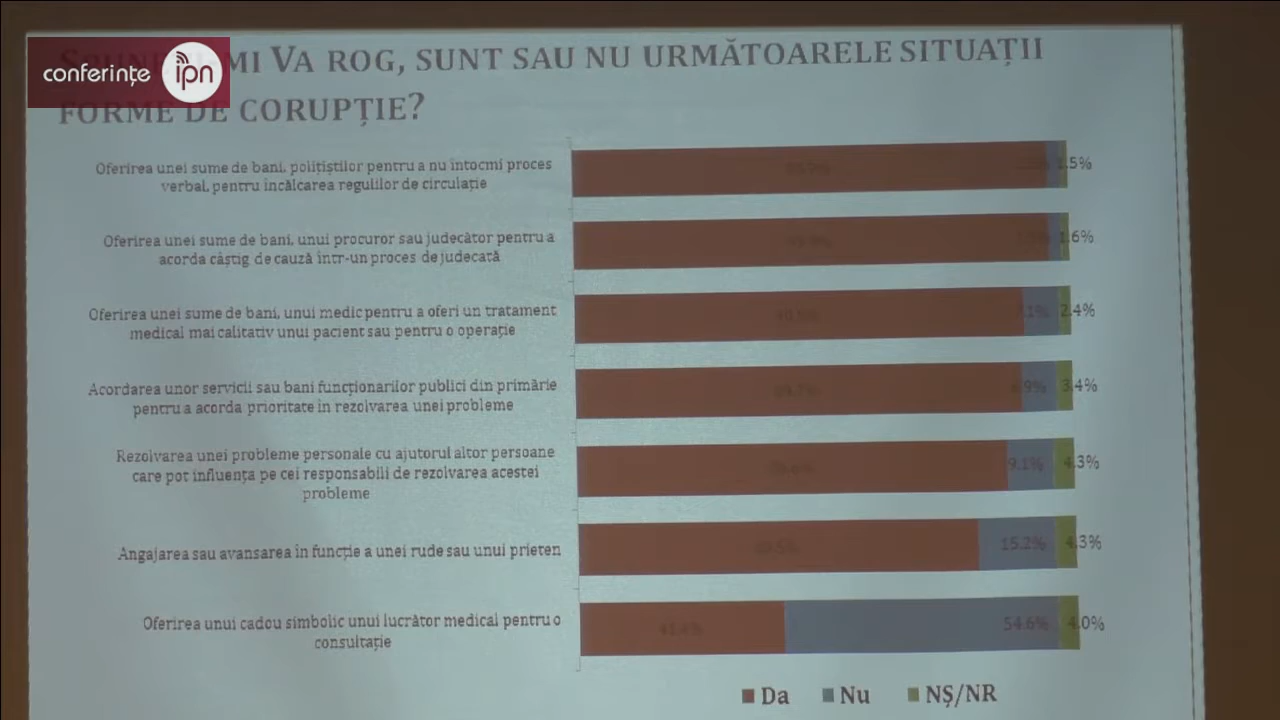 conferințe ipn
MI VA ROG, SUNT SAU NU URMĂTOARELE SITUAȚII
FORME DE CORUPȚIE?
Oferirea unei sume de bani, polițiștilor pentru a nu întocmi proces
verbal, pentru încălcarea regulilor de circulație
1.5%
Oferirea unei sume de bani, unui procuror sau judecător pentru a
acorda câștig de cauză într-un proces de judecată
1.6%
Oferirea unei sume de bani, unui medic pentru a oferi un tratament
medical mai calitativ unui pacient sau pentru o operație
2.4%
Acordarea unor servicii sau bani funcționarilor publici din primărie
pentru a acorda prioritate în rezolvarea unei probleme
6.9% 3.4%
Rezolvarea unei probleme personale cu ajutorul altor persoane
care pot influența pe cei responsabili de rezolvarea acestei
probleme
9.1% 4.3%
Angajarea sau avansarea în funcție a unei rude sau unui prieten
15.2% 4.3%
Oferirea unui cadou simbolic unui lucrător medical pentru o
consultație
41.4% 54.6% 4.0%
Da Nu NȘ/NR